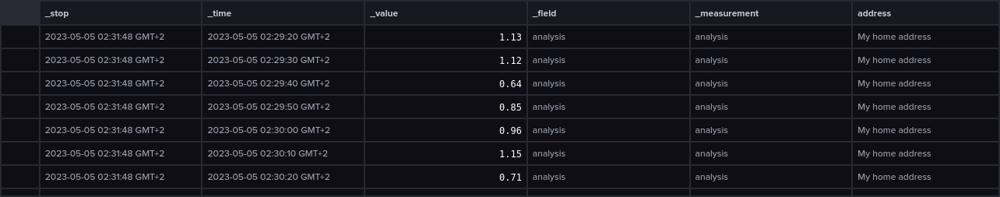 _stop _time _value _field _measurement address
2023-05-05 02:31:48 GMT+2 2023-05-05 02:29:20 GMT+2 1.13 analysis analysis My home address
2023-05-05 02:31:48 GMT+2 2023-05-05 02:29:30 GMT+2 1.12 analysis analysis My home address
2023-05-05 02:31:48 GMT+2 2023-05-05 02:29:40 GMT+2 0.64 analysis analysis My home address
2023-05-05 02:31:48 GMT+2 2023-05-05 02:29:50 GMT+2 0.85 analysis analysis My home address
2023-05-05 02:31:48 GMT+2 2023-05-05 02:30:00 GMT+2 0.96 analysis analysis My home address
2023-05-05 02:31:48 GMT+2 2023-05-05 02:30:10 GMT+2 1.15 analysis analysis My home address
2023-05-05 02:31:48 GMT+2 2023-05-05 02:30:20 GMT+2 0.71 analysis analysis My home address